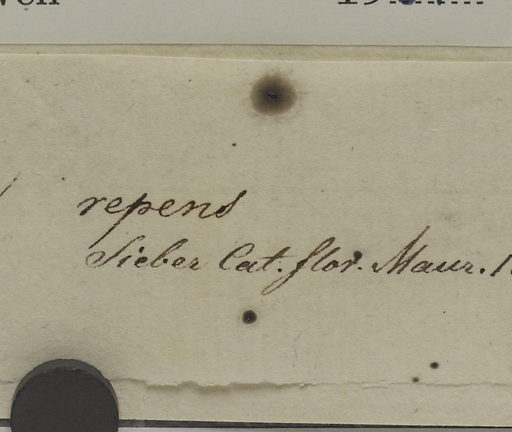 repens
Sieber Cat. flor. Maur.